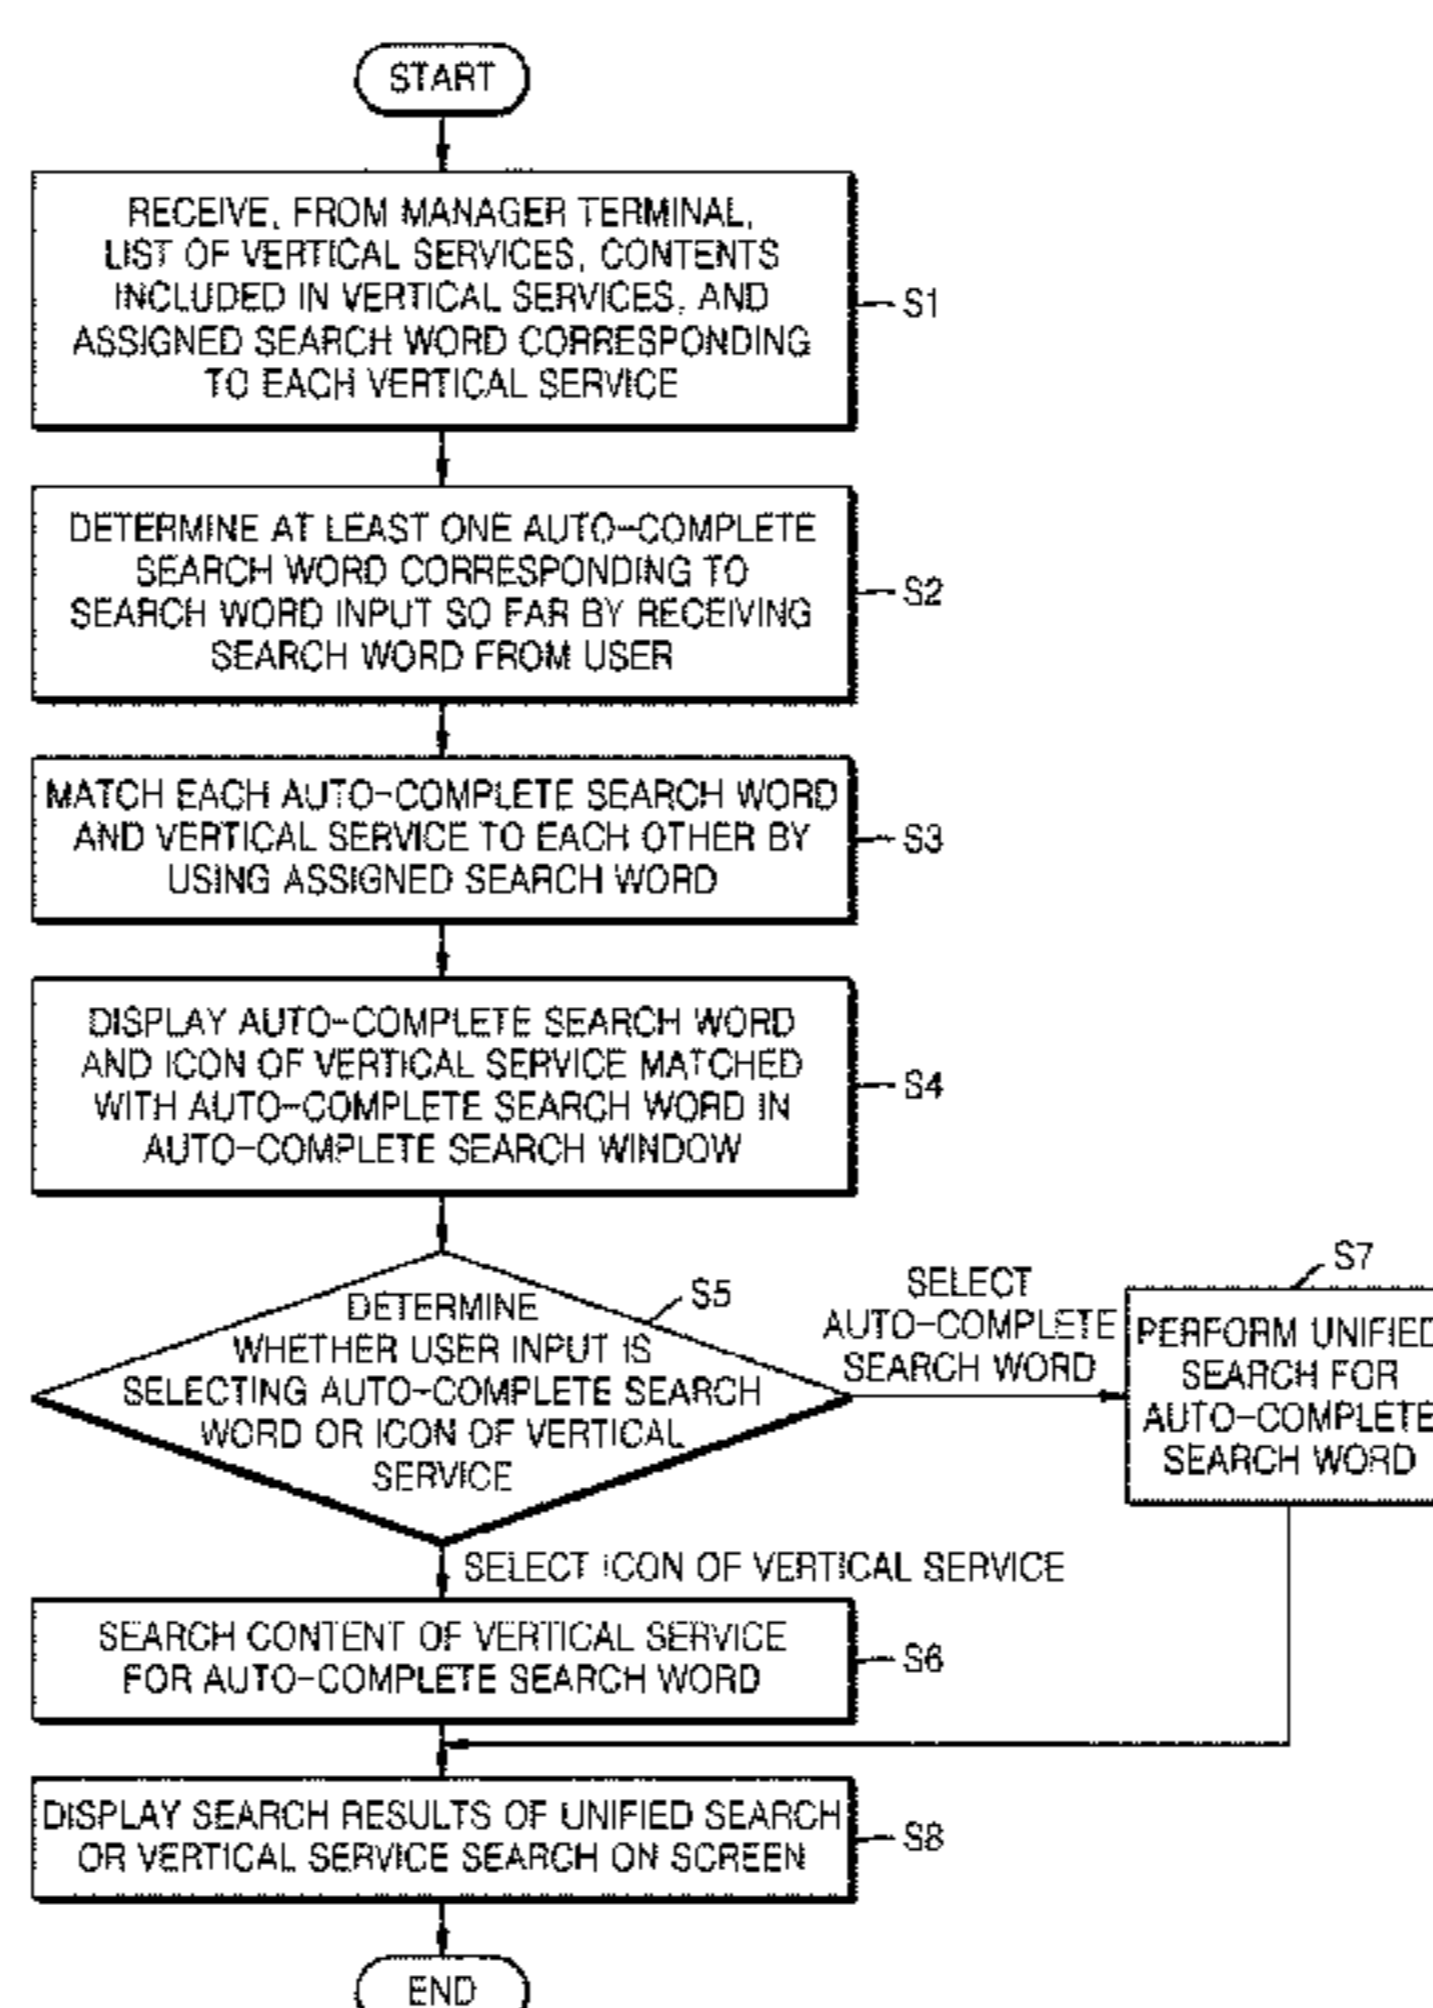 START
RECEIVE, FROM MANAGER TERMINAL,
LIST OF VERTICAL SERVICES, CONTENTS
INCLUDED IN VERTICAL SERVICES, AND
ASSIGNED SEARCH WORD CORRESPONDING
TO EACH VERTICAL SERVICE
S1
DETERMINE AT LEAST ONE AUTO-COMPLETE
SEARCH WORD CORRESPONDING TO
SEARCH WORD INPUT SO FAR BY RECEIVING
SEARCH WORD FROM USER
S2
MATCH EACH AUTO-COMPLETE SEARCH WORD
AND VERTICAL SERVICE TO EACH OTHER BY
USING ASSIGNED SEARCH WORD
S3
DISPLAY AUTO-COMPLETE SEARCH WORD
AND ICON OF VERTICAL SERVICE MATCHED
WITH AUTO-COMPLETE SEARCH WORD IN
AUTO-COMPLETE SEARCH WINDOW
S4
DETERMINE
WHETHER USER INPUT IS
SELECTING AUTO-COMPLETE SEARCH
WORD OR ICON OF VERTICAL
SERVICE
S5
SELECT
AUTO-COMPLETE
SEARCH WORD
S7
PERFORM UNIFIED
SEARCH FOR
AUTO-COMPLETE
SEARCH WORD
SELECT ICON OF VERTICAL SERVICE
SEARCH CONTENT OF VERTICAL SERVICE
FOR AUTO-COMPLETE SEARCH WORD
S6
DISPLAY SEARCH RESULTS OF UNIFIED SEARCH
OR VERTICAL SERVICE SEARCH ON SCREEN
S8
END